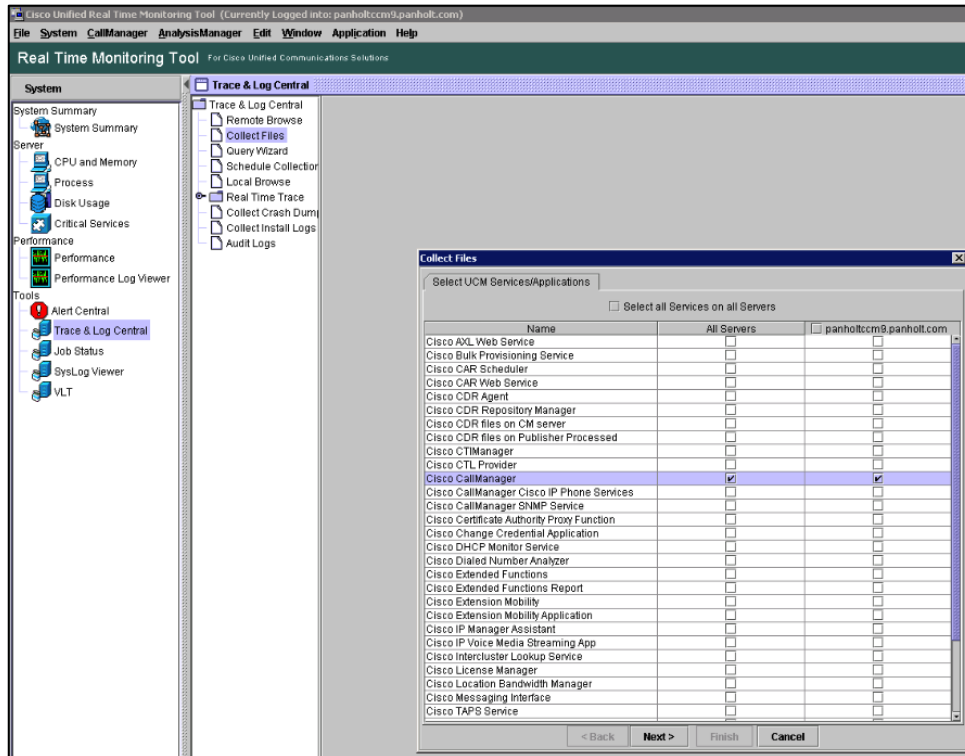 Cisco Unified Real Time Monitoring Tool (Currently Logged into: panholtccm9.panholt.com)
File System CallManager AnalysisManager Edit Window Application Help
Real Time Monitoring Tool For Cisco Unified Communications Solutions
System
System Summary
System Summary
Server
CPU and Memory
Process
Disk Usage
Critical Services
Performance
Performance
Performance Log Viewer
Tools
Alert Central
Trace & Log Central
Job Status
SysLog Viewer
VLT
Trace & Log Central
Trace & Log Central
Remote Browse
Collect Files
Query Wizard
Schedule Collection
Local Browse
Real Time Trace
Collect Crash Dum
Collect Install Logs
Audit Logs
Collect Files
Select UCM Services/Applications
Select all Services on all Servers
Name All Servers panholtccm9.panholt.com
Cisco AXL Web Service
Cisco Bulk Provisioning Service
Cisco CAR Scheduler
Cisco CAR Web Service
Cisco CDR Agent
Cisco CDR Repository Manager
Cisco CDR files on CM server
Cisco CDR files on Publisher Processed
Cisco CTIManager
Cisco CTL Provider
Cisco CallManager
Cisco CallManager Cisco IP Phone Services
Cisco CallManager SNMP Service
Cisco Certificate Authority Proxy Function
Cisco Change Credential Application
Cisco DHCP Monitor Service
Cisco Dialed Number Analyzer
Cisco Extended Functions
Cisco Extended Functions Report
Cisco Extension Mobility
Cisco Extension Mobility Application
Cisco IP Manager Assistant
Cisco IP Voice Media Streaming App
Cisco Intercluster Lookup Service
Cisco License Manager
Cisco Location Bandwidth Manager
Cisco Messaging Interface
Cisco TAPS Service
< Back Next > Finish Cancel